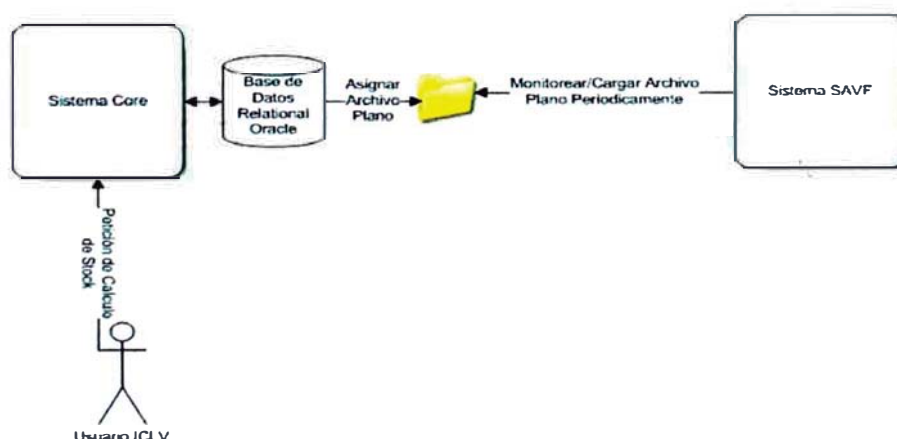 Sistema Core
Base de
Datos
Relational
Oracle
Asignar
Archivo
Plano
Monitorear/Cargar Archivo
Plano Periodicamente
Sistema SAVF
Petición de Calculo
de Stock
Usuario